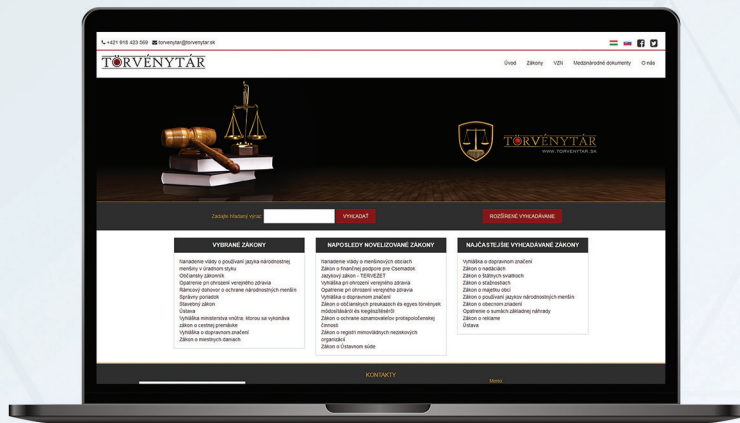 +421 918 423 569 torvenytar@torvenytar.sk
TÖRVÉNYTÁR
Úvod Zákony VZN Medzinárodné dokumenty O nás
TÖRVÉNYTÁR
WWW.TORVENYTAR.SK
Zadajte hľadaný výraz VYHĽADAŤ ROZŠÍRENÉ VYHĽADÁVANIE
VYBRANÉ ZÁKONY
Nariadenie vlády o používaní jazyka národnostnej
menšiny v úradnom styku
Občiansky zákonník
Opatrenie pri ohrození verejného zdravia
Rámcový dohovor o ochrane národnostných menšín
Správny poriadok
Stavebný zákon
Ústava
Vyhláška ministerstva vnútra, ktorou sa vykonáva
zákon o cestnej premávke
Vyhláška o dopravnom značení
Zákon o miestnych daniach
NAPOSLEDY NOVELIZOVANÉ ZÁKONY
Nariadenie vlády o menšinových obciach
Zákon o finančnej podpore pre Csemadok
Jazykový zákon - TERVEZET
Vyhláška pri ohrození verejného zdravia
Opatrenie pri ohrození verejného zdravia
Vyhláška o dopravnom značení
Zákon o občianskych preukazoch és egyes törvények
módosításáról és kiegészítéséről
Zákon o ochrane oznamovateľov protispoločenskej
činnosti
Zákon o registri mimovládnych neziskových
organizácií
Zákon o Ústavnom súde
NAJČASTEJŠIE VYHĽADÁVANÉ ZÁKONY
Vyhláška o dopravnom značení
Zákon o nadáciách
Zákon o štátnych sviatkoch
Zákon o sťažnostiach
Zákon o majetku obcí
Zákon o používaní jazykov národnostných menšín
Zákon o obecnom zriadení
Opatrenie o sumách základnej náhrady
Zákon o reklame
Ústava
KONTAKTY
Menu